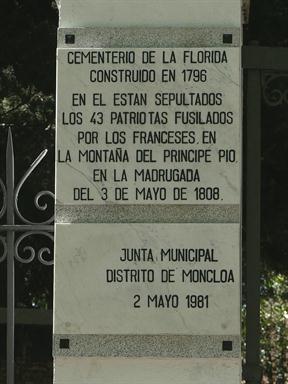 CEMENTERIO DE LA FLORIDA
CONSTRUIDO EN 1796
EN EL ESTAN SEPULTADOS
LOS 43 PATRIOTAS FUSILADOS
POR LOS FRANCESES, EN
LA MONTAÑA DEL PRINCIPE PIO,
EN LA MADRUGADA
DEL 3 DE MAYO DE 1808.
JUNTA MUNICIPAL
DISTRITO DE MONCLOA
2 MAYO 1981